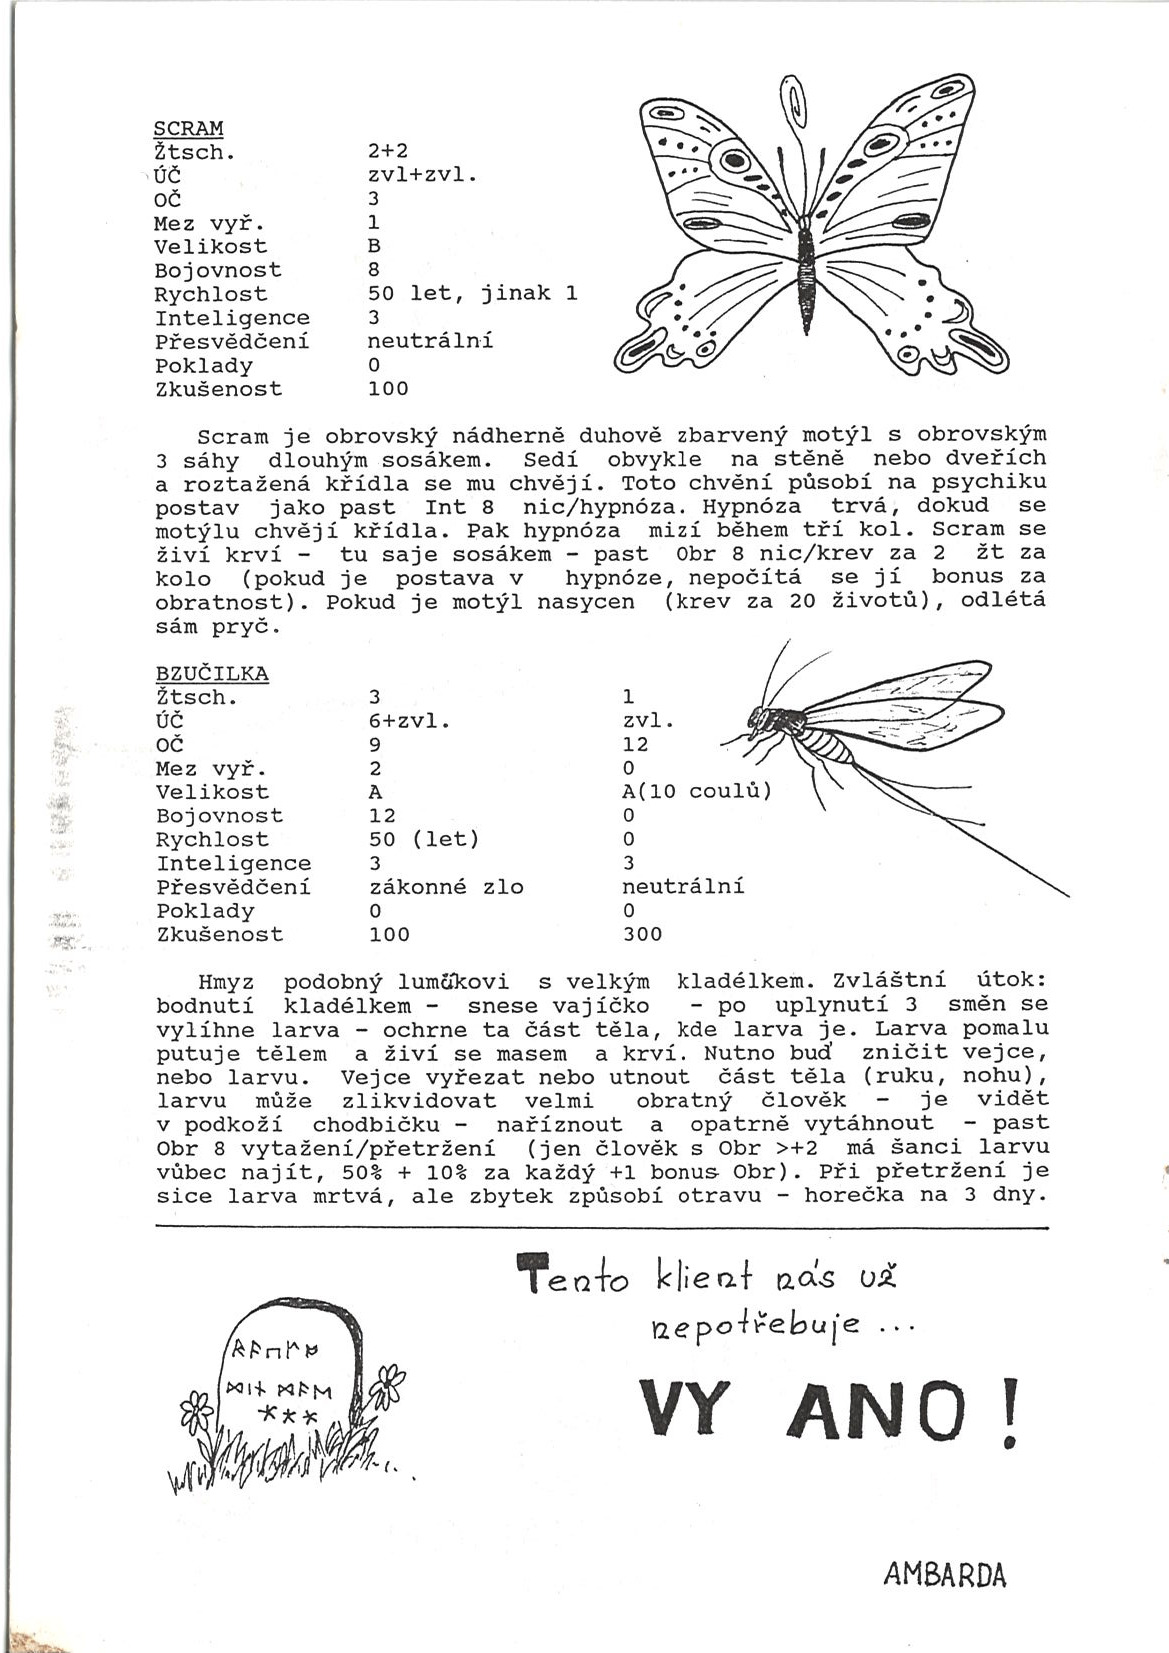 SCRAM
Žtsch. 2+2
ÚČ zvl+zvl.
OČ 3
Mez vyř. 1
Velikost B
Bojovnost 8
Rychlost 50 let, jinak 1
Inteligence 3
Přesvědčení neutrální
Poklady 0
Zkušenost 100
Scram je obrovský nádherně duhově zbarvený motýl s obrovským
3 sáhy dlouhým sosákem. Sedí obvykle na stěně nebo dveřích
a roztažená křídla se mu chvějí. Toto chvění působí na psychiku
postav jako past Int 8 nic/hypnóza. Hypnóza trvá, dokud se
motýlu chvějí křídla. Pak hypnóza mizí během tří kol. Scram se
živí krví - tu saje sosákem - past Obr 8 nic/krev za 2 žt za
kolo (pokud je postava v hypnóze, nepočítá se jí bonus za
obratnost). Pokud je motýl nasycen (krev za 20 životů), odlétá
sám pryč.
BZUČILKA
Žtsch. 3 1
ÚČ 6+zvl. zvl.
OČ 9 12
Mez vyř. 2 0
Velikost A A(10 coulů)
Bojovnost 12 0
Rychlost 50 (let) 0
Inteligence 3 3
Přesvědčení zákonné zlo neutrální
Poklady 0 0
Zkušenost 100 300
Hmyz podobný lumíkovi s velkým kladélkem. Zvláštní útok:
bodnutí kladélkem - snese vajíčko - po uplynutí 3 směn se
vylíhne larva - ochrne ta část těla, kde larva je. Larva pomalu
putuje tělem a živí se masem a krví. Nutno buď zničit vejce,
nebo larvu. Vejce vyřezat nebo utnout část těla (ruku, nohu),
larvu může zlikvidovat velmi obratný člověk - je vidět
v podkoží chodbičku - naříznout a opatrně vytáhnout - past
Obr 8 vytažení/přetržení (jen člověk s Obr >+2 má šanci larvu
vůbec najít, 50% + 10% za každý +1 bonus Obr). Při přetržení je
sice larva mrtvá, ale zbytek způsobí otravu - horečka na 3 dny.
Tento klient nás už
nepotřebuje ...
VY ANO!
AMBARDA